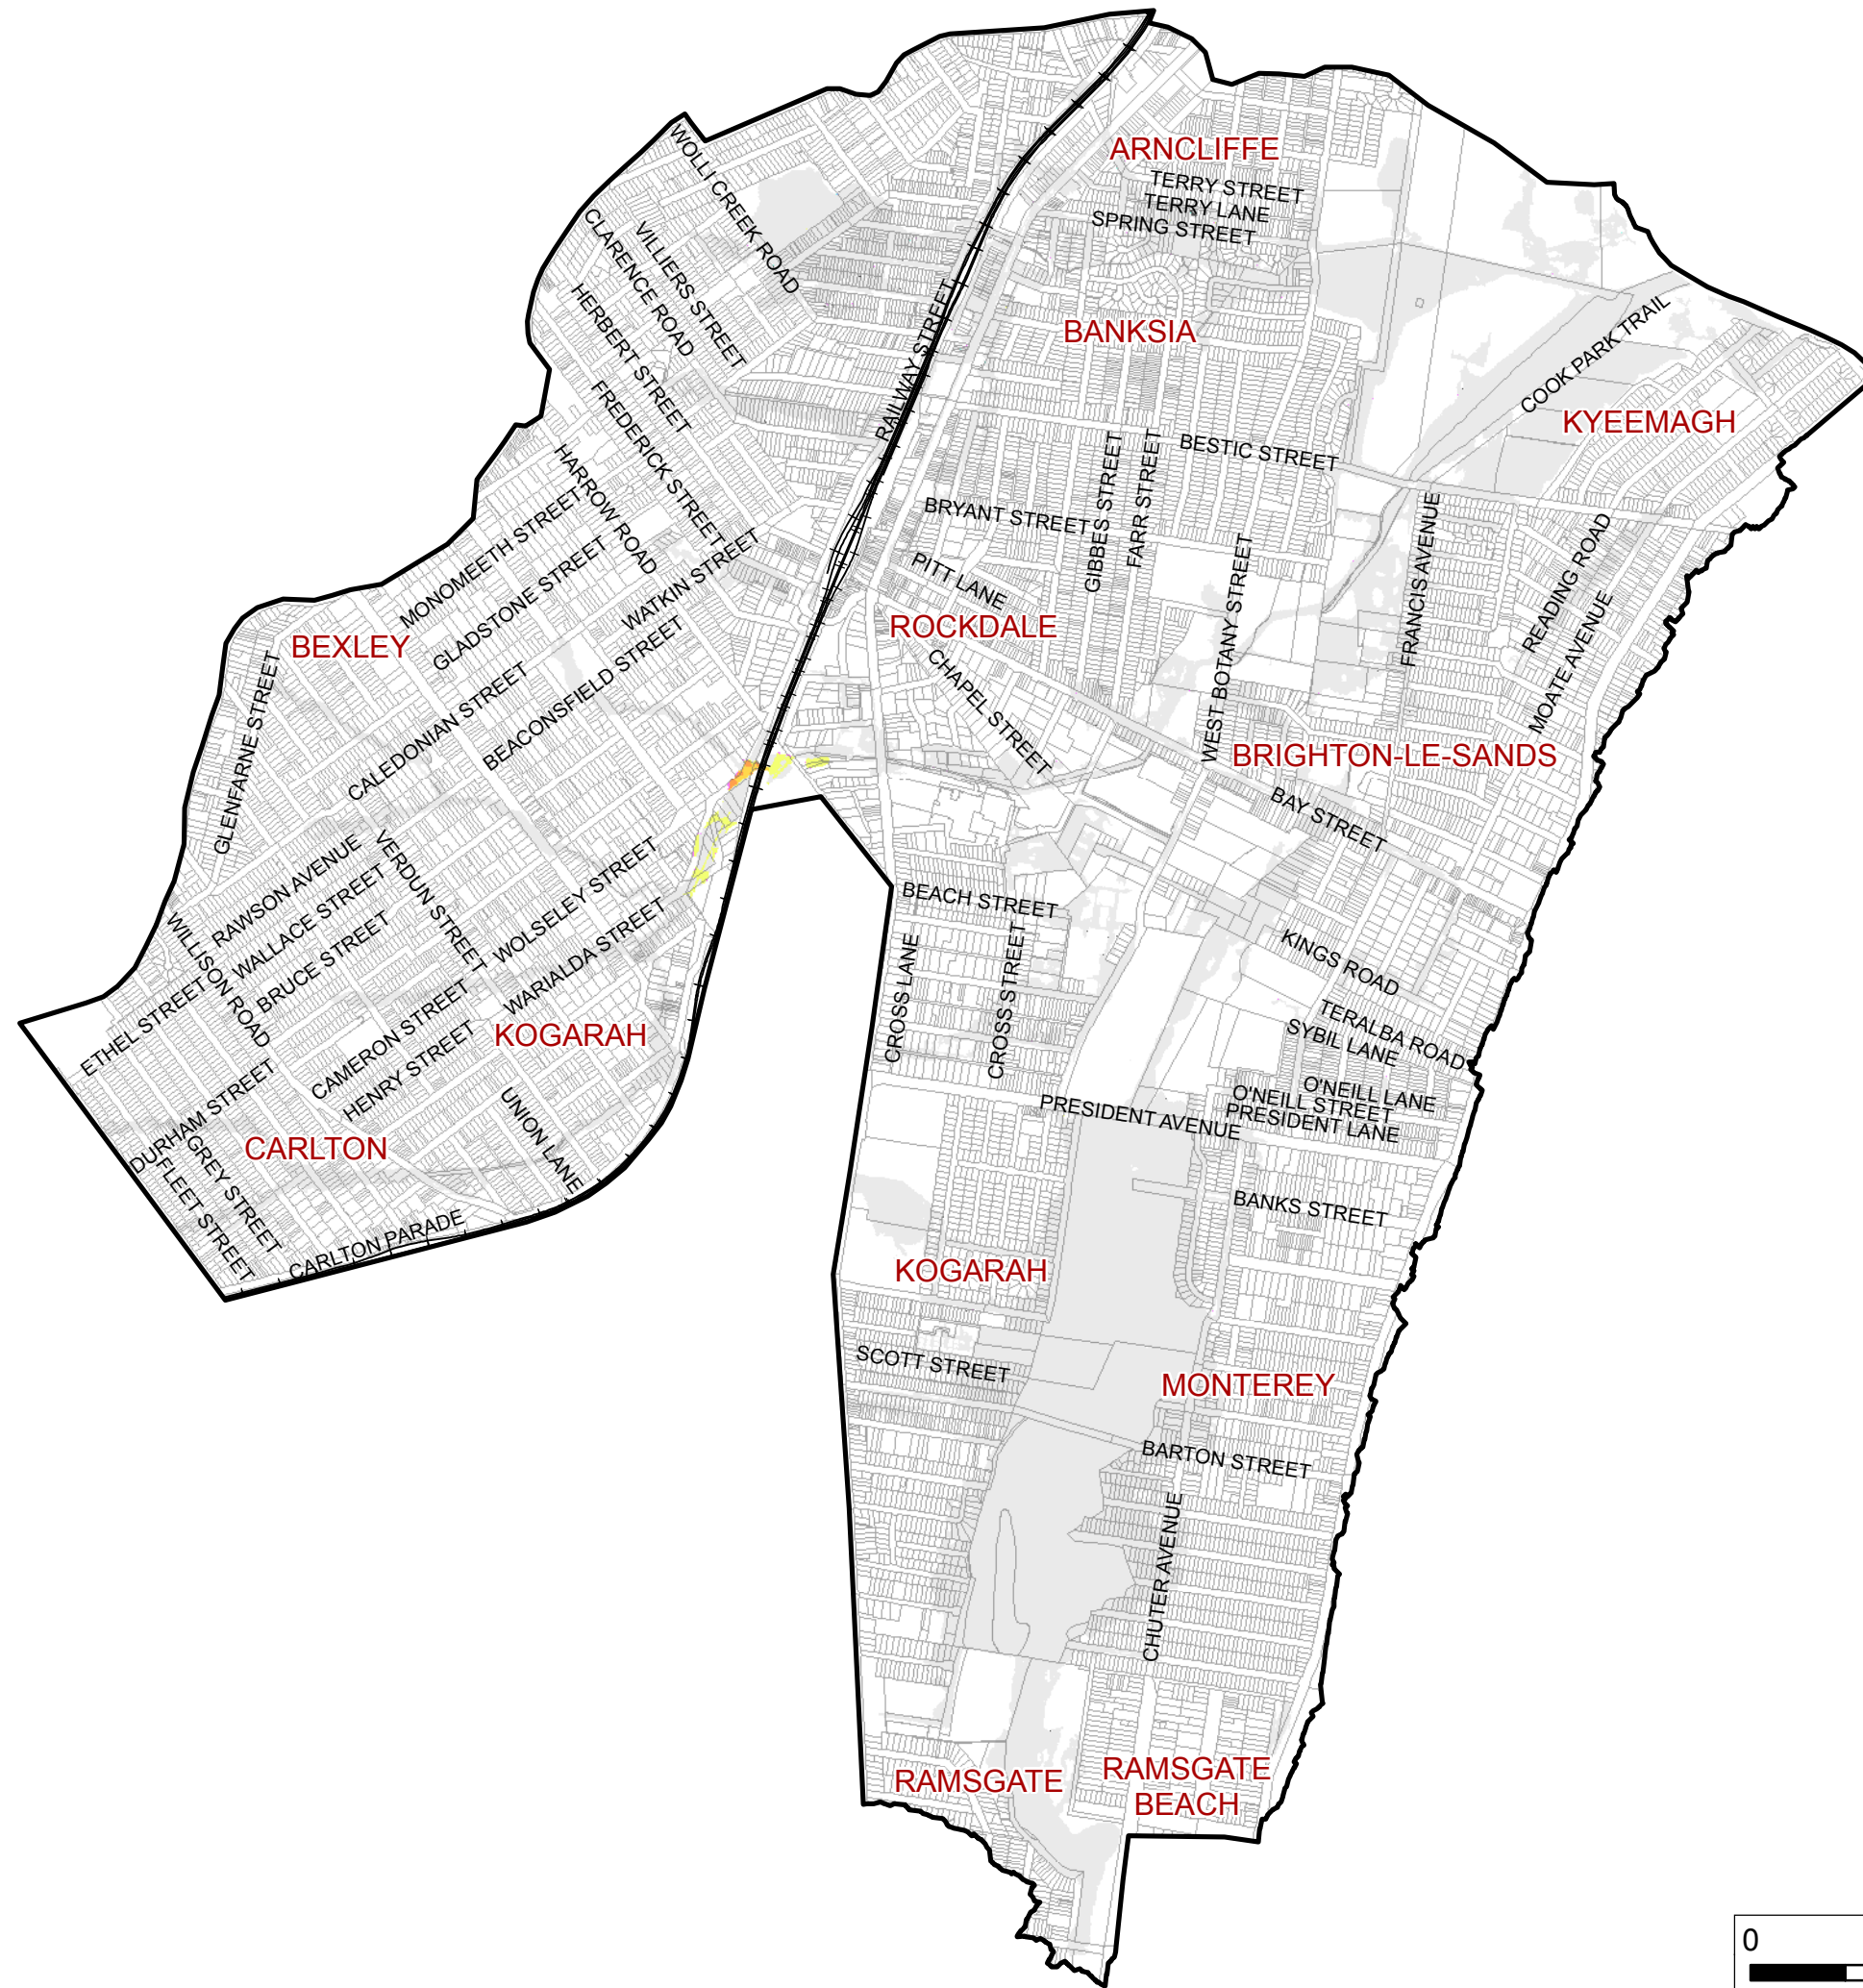 ARNCLIFFE
TERRY STREET
TERRY LANE
SPRING STREET
WOLLI CREEK ROAD
VILLIERS STREET
CLARENCE ROAD
HERBERT STREET
RAILWAY STREET
BANKSIA
COOK PARK TRAIL
KYEEMAGH
FREDERICK STREET
HARROW ROAD
BESTIC STREET
GIBBES STREET
FARR STREET
BRYANT STREET
MONOMEETH STREET
GLADSTONE STREET
WATKIN STREET
PITT LANE
WEST BOTANY STREET
FRANCIS AVENUE
READING ROAD
MOATE AVENUE
BEXLEY
ROCKDALE
BEACONSFIELD STREET
CALEDONIAN STREET
GLENFARNE STREET
CHAPEL STREET
BRIGHTON-LE-SANDS
BAY STREET
RAWSON AVENUE
WALLACE STREET
VERDUN STREET
WOLSELEY STREET
BEACH STREET
WILLISON ROAD
BRUCE STREET
WARIALDA STREET
CROSS LANE
CROSS STREET
KINGS ROAD
ETHEL STREET
CAMERON STREET
KOGARAH
TERALBA ROAD
SYBIL LANE
HENRY STREET
O'NEILL LANE
O'NEILL STREET
PRESIDENT AVENUE
PRESIDENT LANE
DURHAM STREET
CARLTON
UNION LANE
GREY STREET
FLEET STREET
CARLTON PARADE
BANKS STREET
KOGARAH
SCOTT STREET
MONTEREY
BARTON STREET
CHUTER AVENUE
RAMSGATE
RAMSGATE
BEACH
0